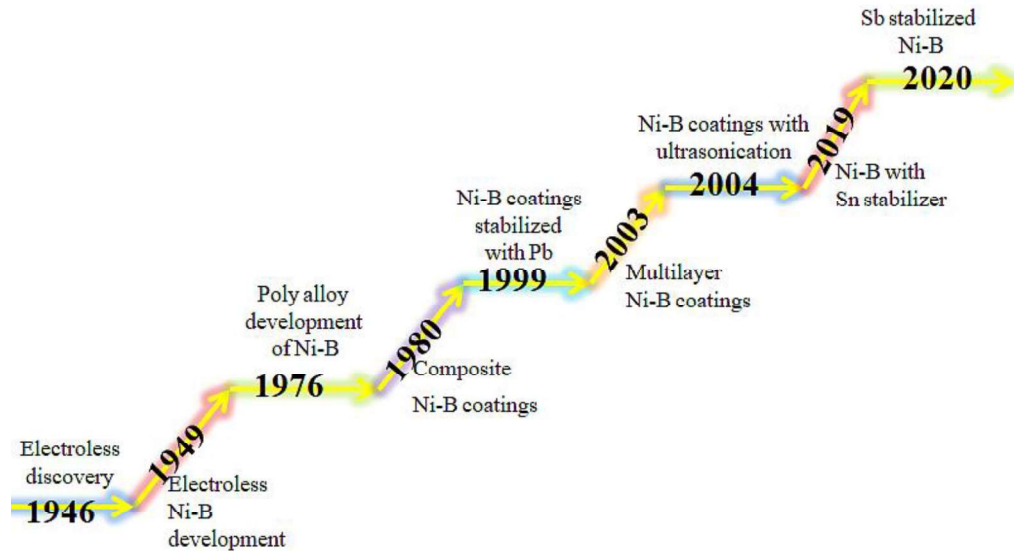 Electroless
discovery
1946
1949
Electroless
Ni-B
development
Poly alloy
development
of Ni-B
1976
1980
Composite
Ni-B coatings
Ni-B coatings
stabilized
with Pb
1999
2003
Multilayer
Ni-B coatings
Ni-B coatings with
ultrasonication
2004
2019
Ni-B with
Sn stabilizer
Sb stabilized
Ni-B
2020